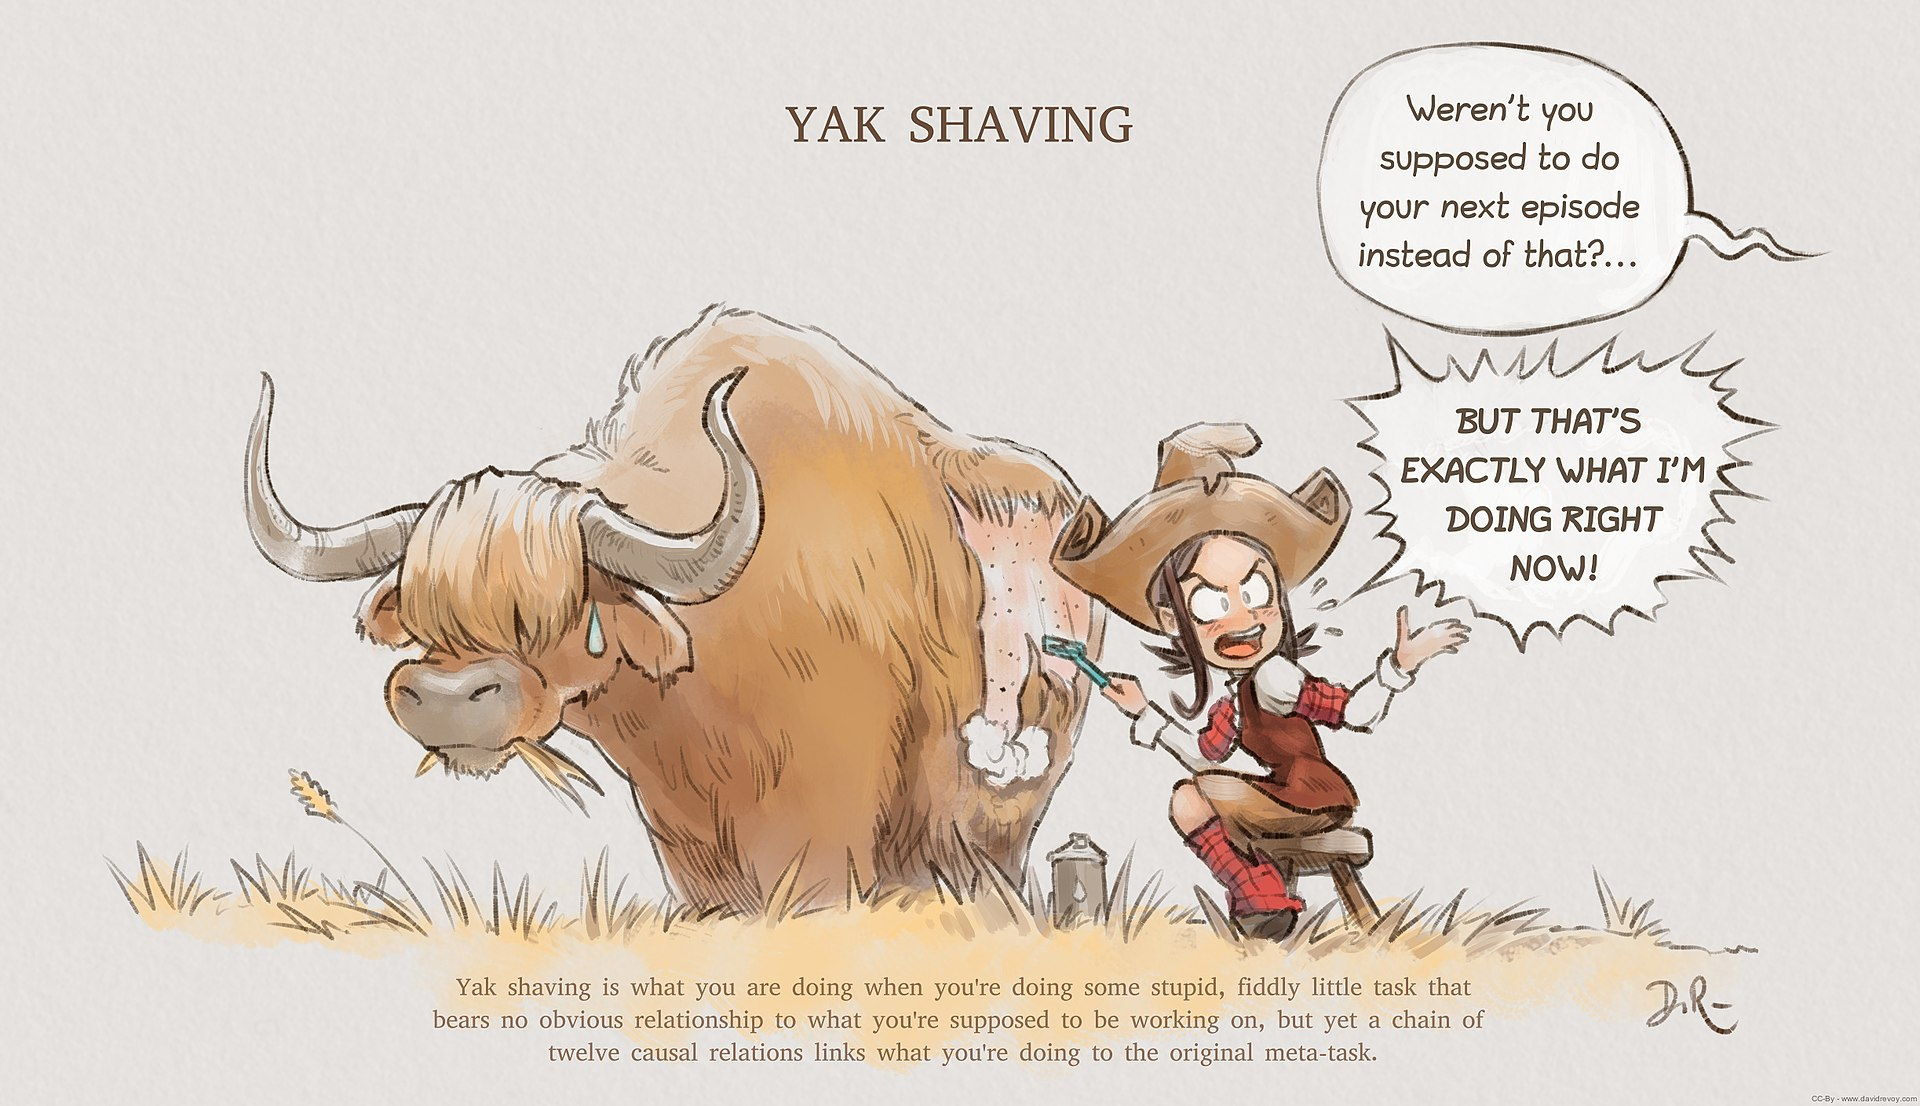 YAK SHAVING
Weren't you
supposed to do
your next episode
instead of that?...
BUT THAT'S
EXACTLY WHAT I'M
DOING RIGHT
NOW!
Yak shaving is what you are doing when you're doing some stupid, fiddly little task that
bears no obvious relationship to what you're supposed to be working on, but yet a chain of
twelve causal relations links what you're doing to the original meta-task.
CC-By - www.davidrevoy.com